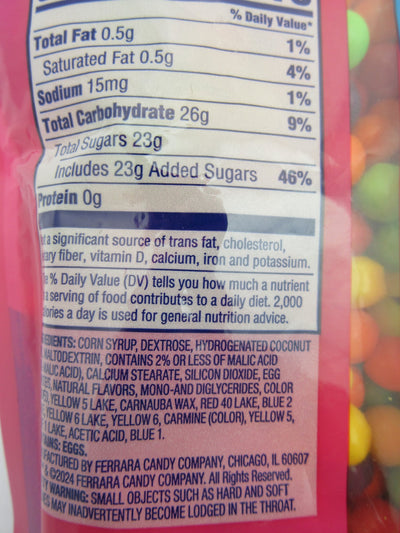 % Daily Value*
Total Fat 0.5g 1%
Saturated Fat 0.5g 4%
Sodium 15mg 1%
Total Carbohydrate 26g 9%
Total Sugars 23g
Includes 23g Added Sugars 46%
Protein 0g
a significant source of trans fat, cholesterol,
fiber, vitamin D, calcium, iron and potassium.
% Daily Value (DV) tells you how much a nutrient
a serving of food contributes to a daily diet. 2,000
a day is used for general nutrition advice.
CORN SYRUP, DEXTROSE, HYDROGENATED COCONUT
MALTODEXTRIN, CONTAINS 2% OR LESS OF MALIC ACID
MALIC ACID), CALCIUM STEARATE, SILICON DIOXIDE, EGG
NATURAL FLAVORS, MONO-AND DIGLYCERIDES, COLOR
YELLOW 5 LAKE, CARNAUBA WAX, RED 40 LAKE, BLUE 2
YELLOW 6 LAKE, YELLOW 6, CARMINE (COLOR), YELLOW 5,
1 LAKE, ACETIC ACID, BLUE 1.
EGGS.
BY FERRARA CANDY COMPANY, CHICAGO, IL 60607
©2024 FERRARA CANDY COMPANY. All Rights Reserved.
WARNING: SMALL OBJECTS SUCH AS HARD AND SOFT
MAY INADVERTENTLY BECOME LODGED IN THE THROAT.